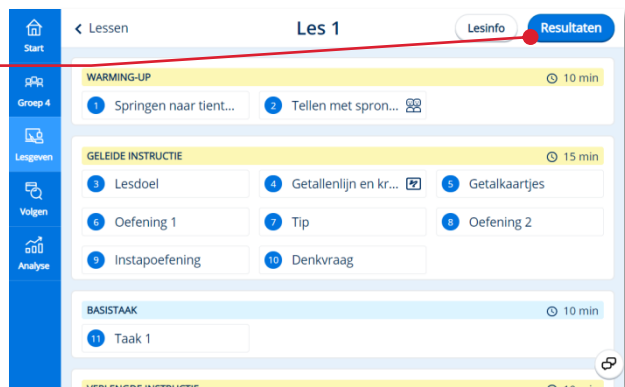 Start
Groep 4
Lesgeven
Volgen
Analyse
Lessen
Les 1
Lesinfo
Resultaten
WARMING-UP
10 min
1 Springen naar tient...
2 Tellen met spron...
GELEIDE INSTRUCTIE
15 min
3 Lesdoel
4 Getallenlijn en kr...
5 Getalkaartjes
6 Oefening 1
7 Tip
8 Oefening 2
9 Instapoefening
10 Denkvraag
BASISTAAK
10 min
11 Taak 1
VERLENGDE INSTRUCTIE